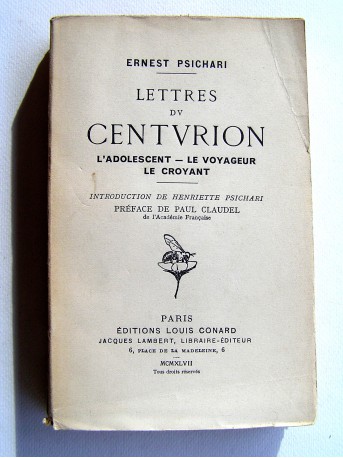 ERNEST PSICHARI
LETTRES
DV
CENTVRION
L'ADOLESCENT — LE VOYAGEUR
LE CROYANT
INTRODUCTION DE HENRIETTE PSICHARI
PRÉFACE DE PAUL CLAUDEL
de l'Académie Française
PARIS
ÉDITIONS LOUIS CONARD
JACQUES LAMBERT, LIBRAIRE-ÉDITEUR
6, PLACE DE LA MADELEINE, 6
MCMXLVII
Tous droits réservés